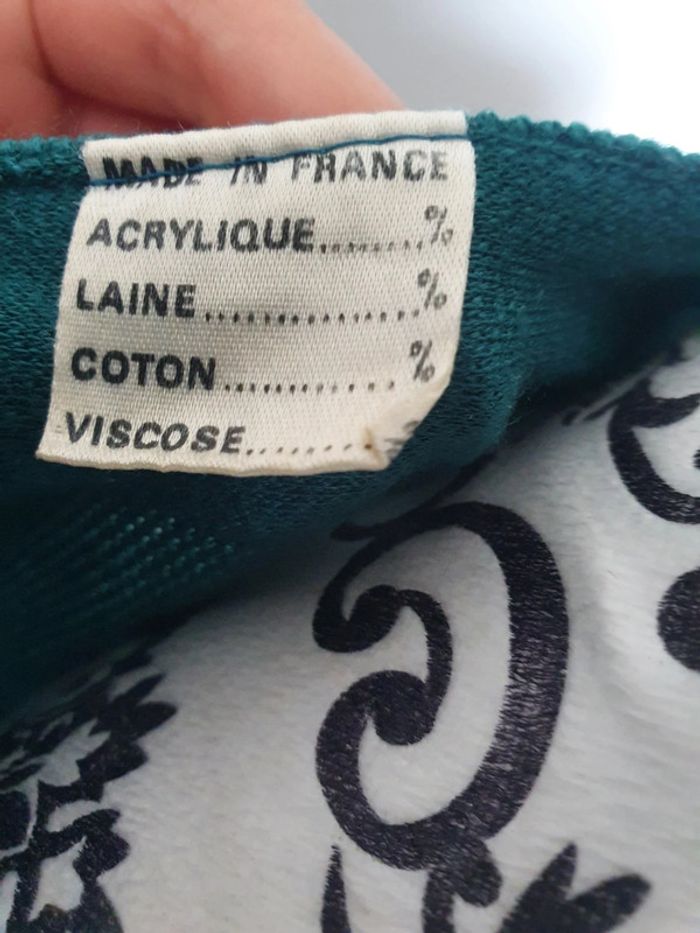 MADE IN FRANCE
ACRYLIQUE........%
LAINE...............%
COTON.............%
VISCOSE........